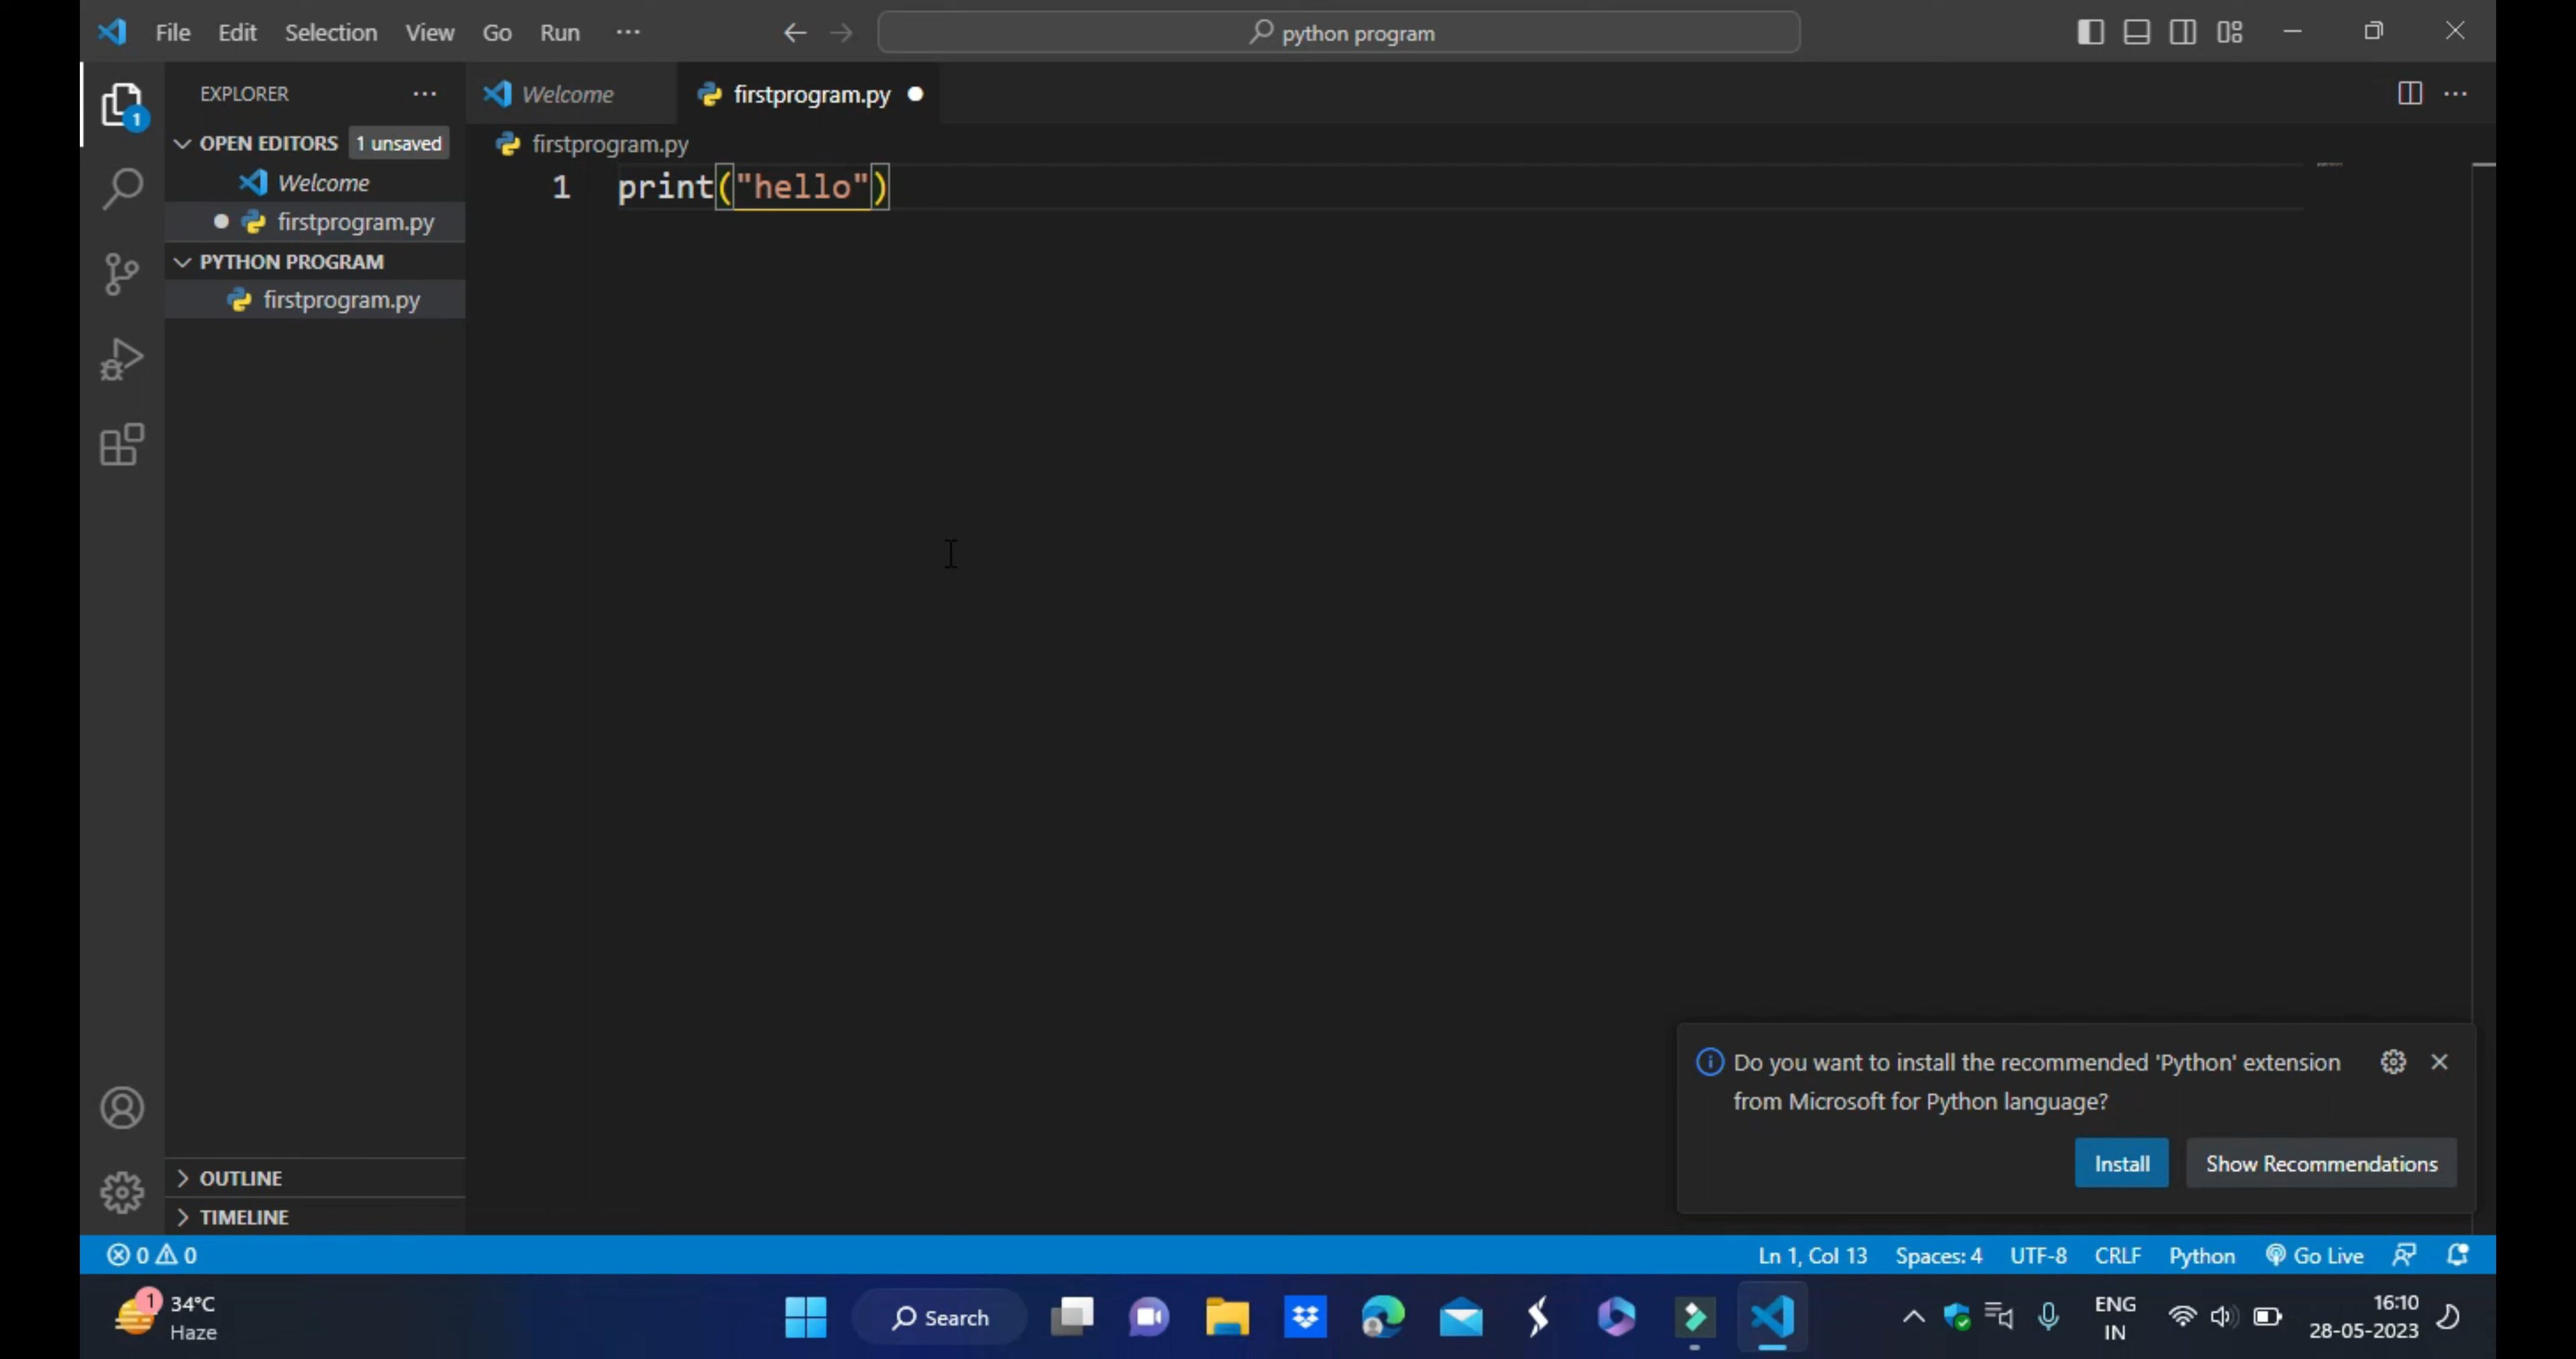 File Edit Selection View Go Run ···
python program
EXPLORER ···
Welcome
firstprogram.py
OPEN EDITORS 1 unsaved
Welcome
firstprogram.py
PYTHON PROGRAM
firstprogram.py
OUTLINE
TIMELINE
firstprogram.py
1 print("hello")
Do you want to install the recommended 'Python' extension
from Microsoft for Python language?
Install Show Recommendations
0 0 Ln 1, Col 13 Spaces: 4 UTF-8 CRLF Python Go Live
1 34°C
Haze
Search
ENG
IN
16:10
28-05-2023
1